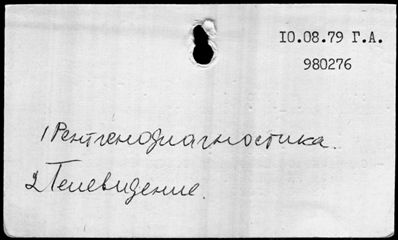 10.08.79 Г.А.
980276
1 Рентгенодиагностика.
2 Телевидение.